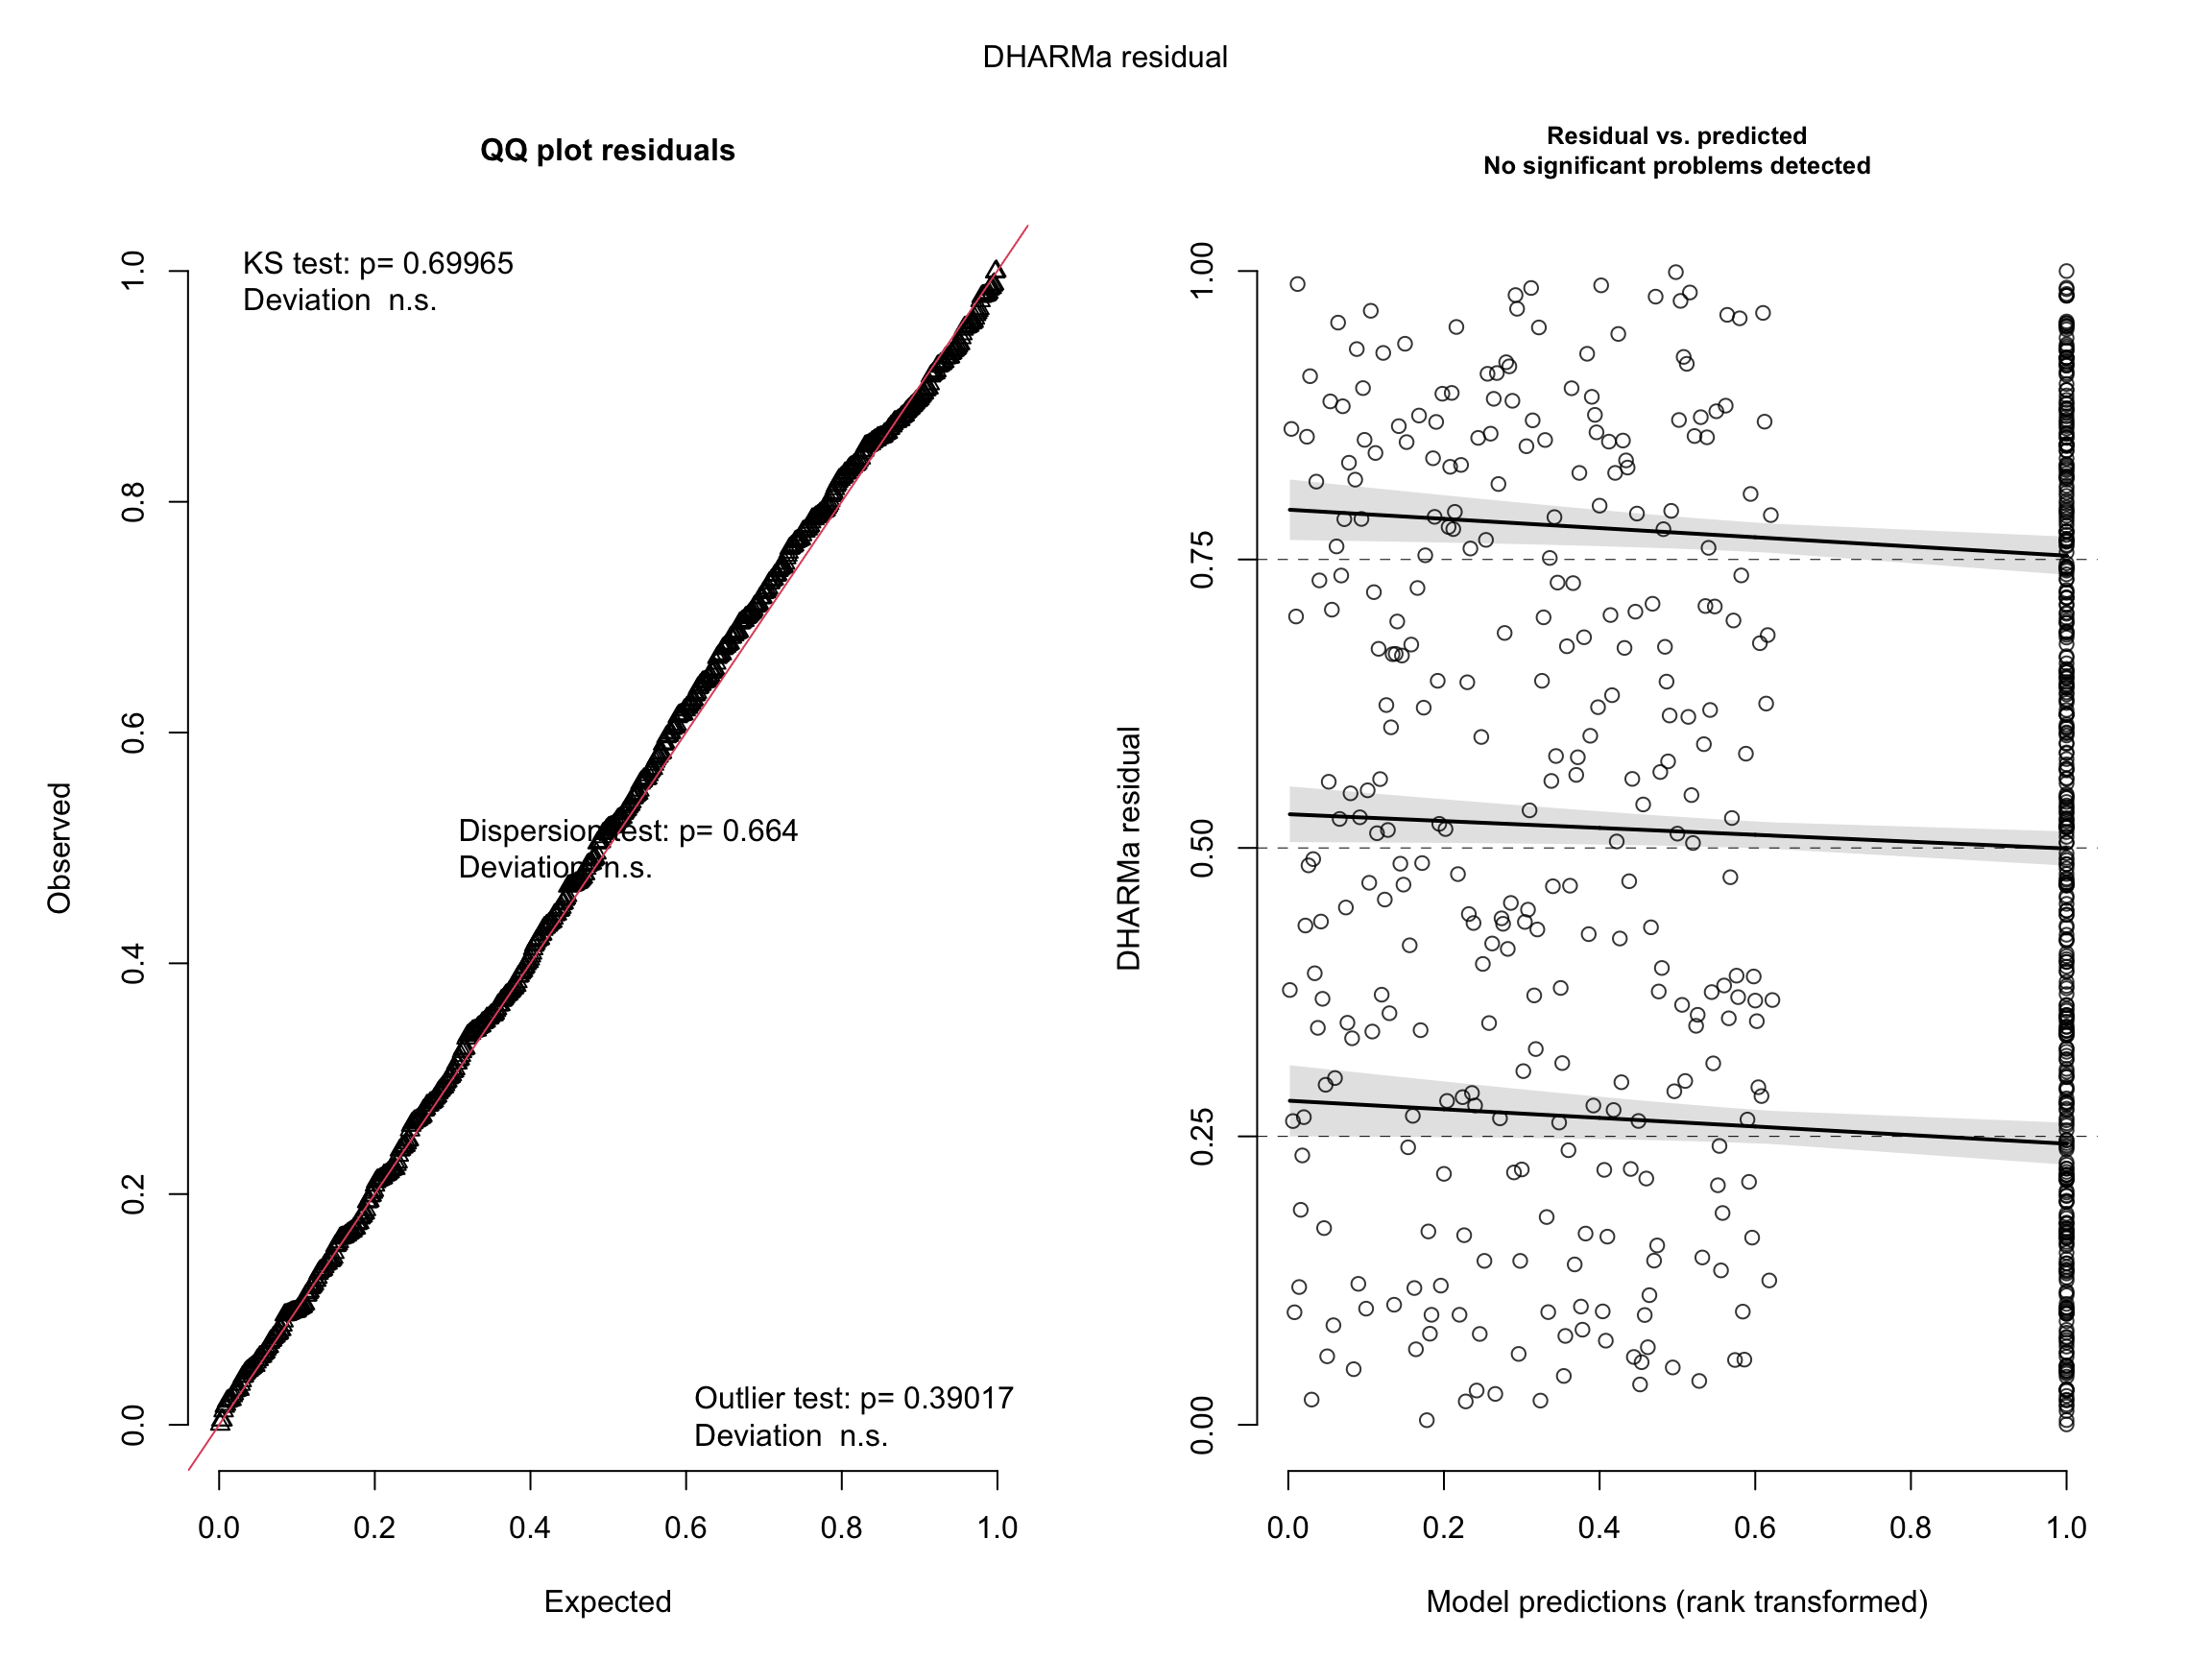 DHARMa residual
QQ plot residuals
KS test: p= 0.69965
Deviation  n.s.
Dispersion test: p= 0.664
Deviation  n.s.
Outlier test: p= 0.39017
Deviation  n.s.
Observed
0.0
0.2
0.4
0.6
0.8
1.0
0.0 0.2 0.4 0.6 0.8 1.0
Expected
Residual vs. predicted
No significant problems detected
DHARMa residual
0.00
0.25
0.50
0.75
1.00
0.0 0.2 0.4 0.6 0.8 1.0
Model predictions (rank transformed)